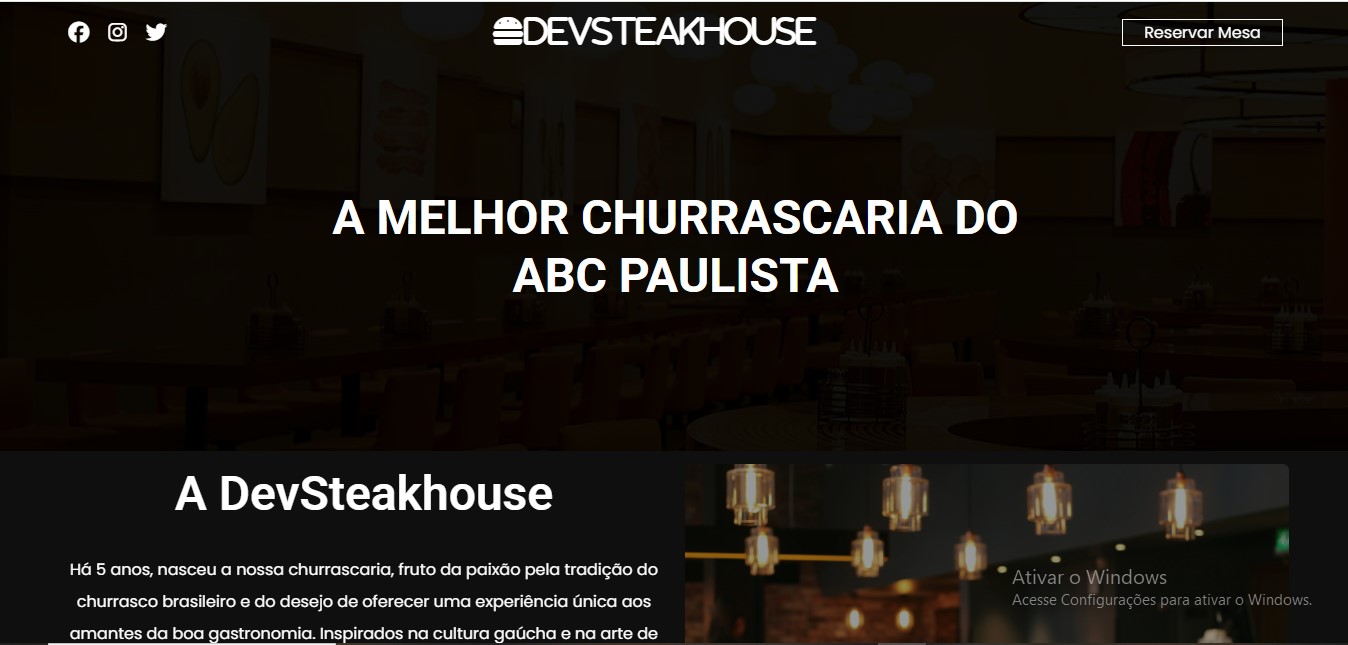 DEVSTEAKHOUSE
Reservar Mesa
A MELHOR CHURRASCARIA DO
ABC PAULISTA
A DevSteakhouse
Há 5 anos, nasceu a nossa churrascaria, fruto da paixão pela tradição do
churrasco brasileiro e do desejo de oferecer uma experiência única aos
amantes da boa gastronomia. Inspirados na cultura gaúcha e na arte de
Ativar o Windows
Acesse Configurações para ativar o Windows.